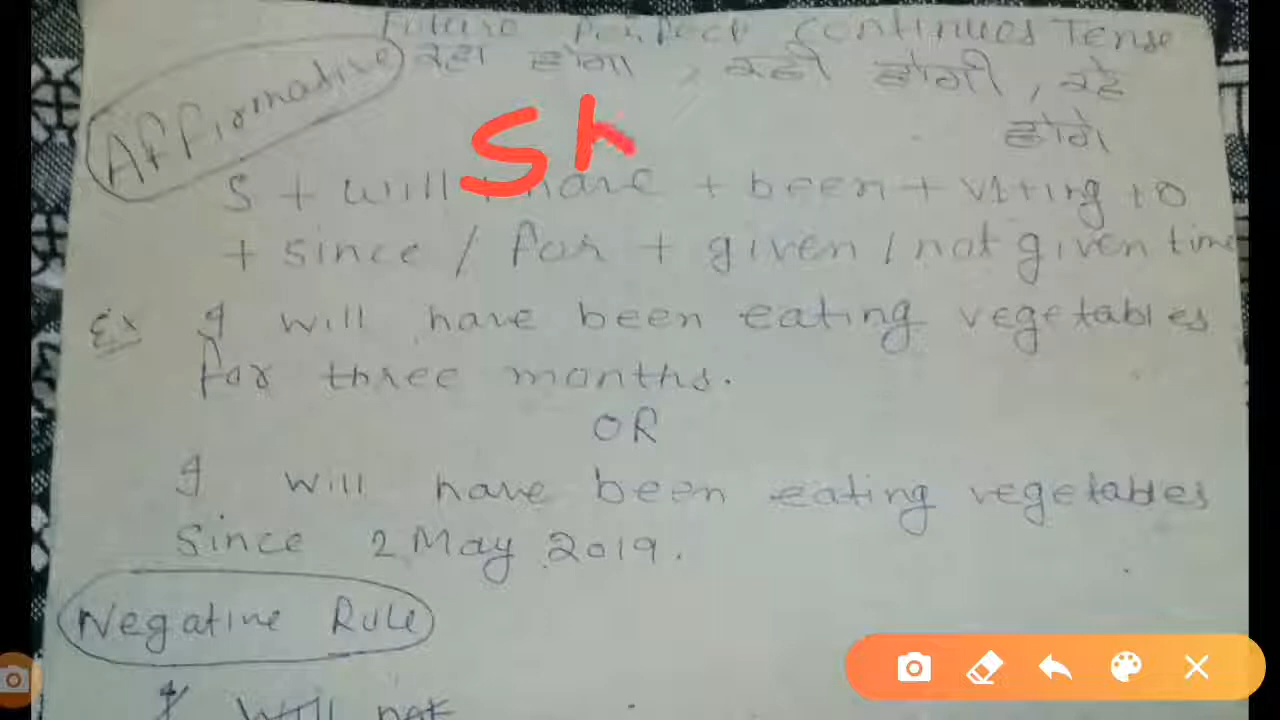 Future Perfect Continues Tense
Affirmative
रहा होगा, रही होगी, रहे
होगे
Sh
S + will + have + been + V1+ing + O
+ since / for + given / not given time
Ex I will have been eating vegetables
for three months.
OR
I will have been eating vegetables
since 2 May 2019.
Negative Rule
I will not